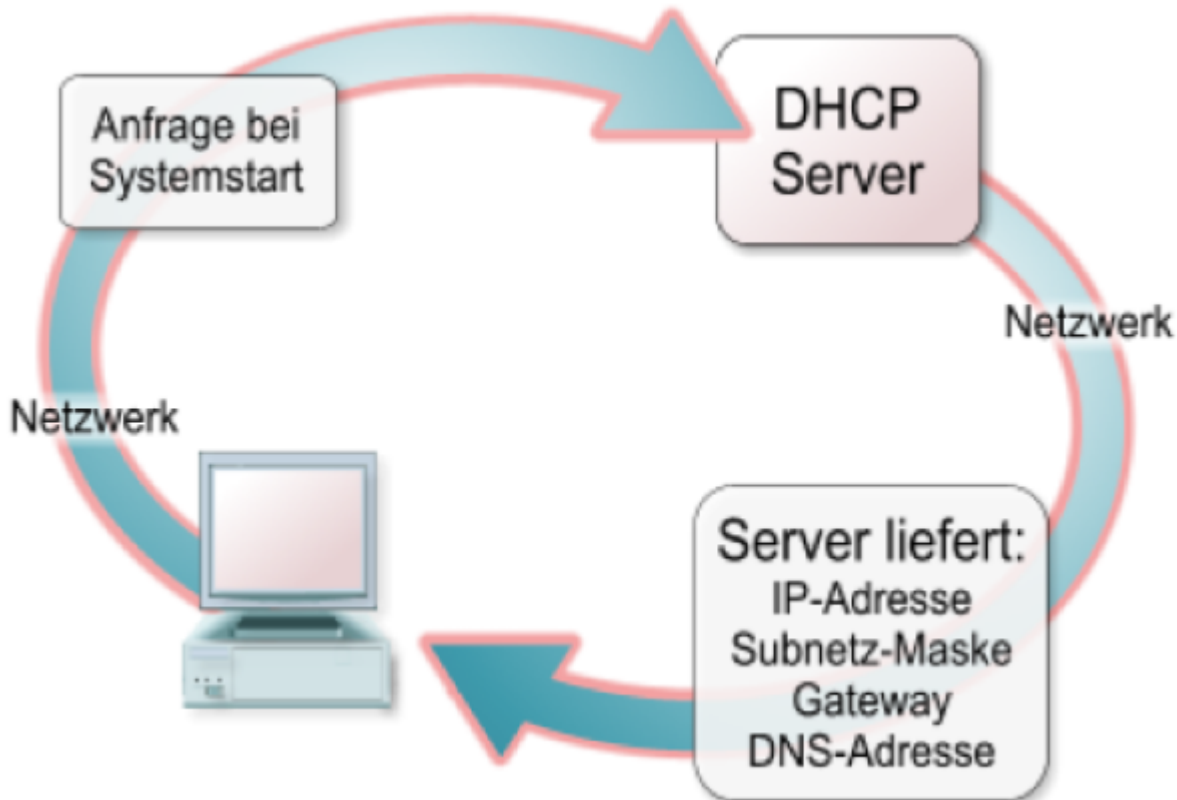 Anfrage bei
Systemstart
DHCP
Server
Netzwerk
Netzwerk
Server liefert:
IP-Adresse
Subnetz-Maske
Gateway
DNS-Adresse